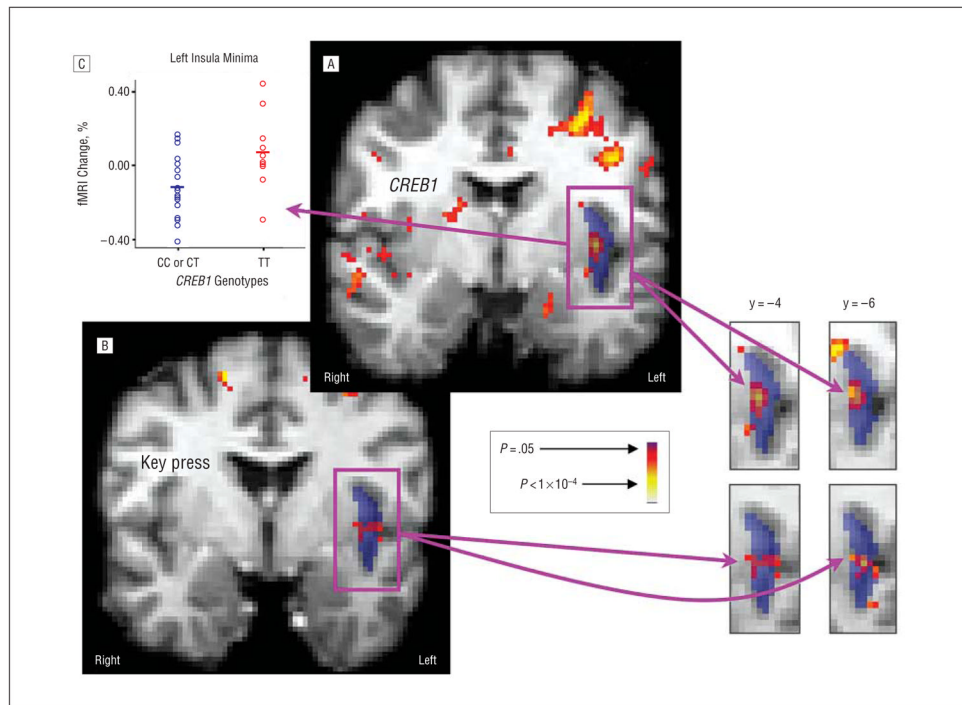 C
Left Insula Minima
0.40
0.00
−0.40
fMRI Change, %
CC or CT
TT
CREB1 Genotypes
A
CREB1
Right
Left
B
Key press
Right
Left
y = −4
y = −6
P = .05
P < 1 × 10−4